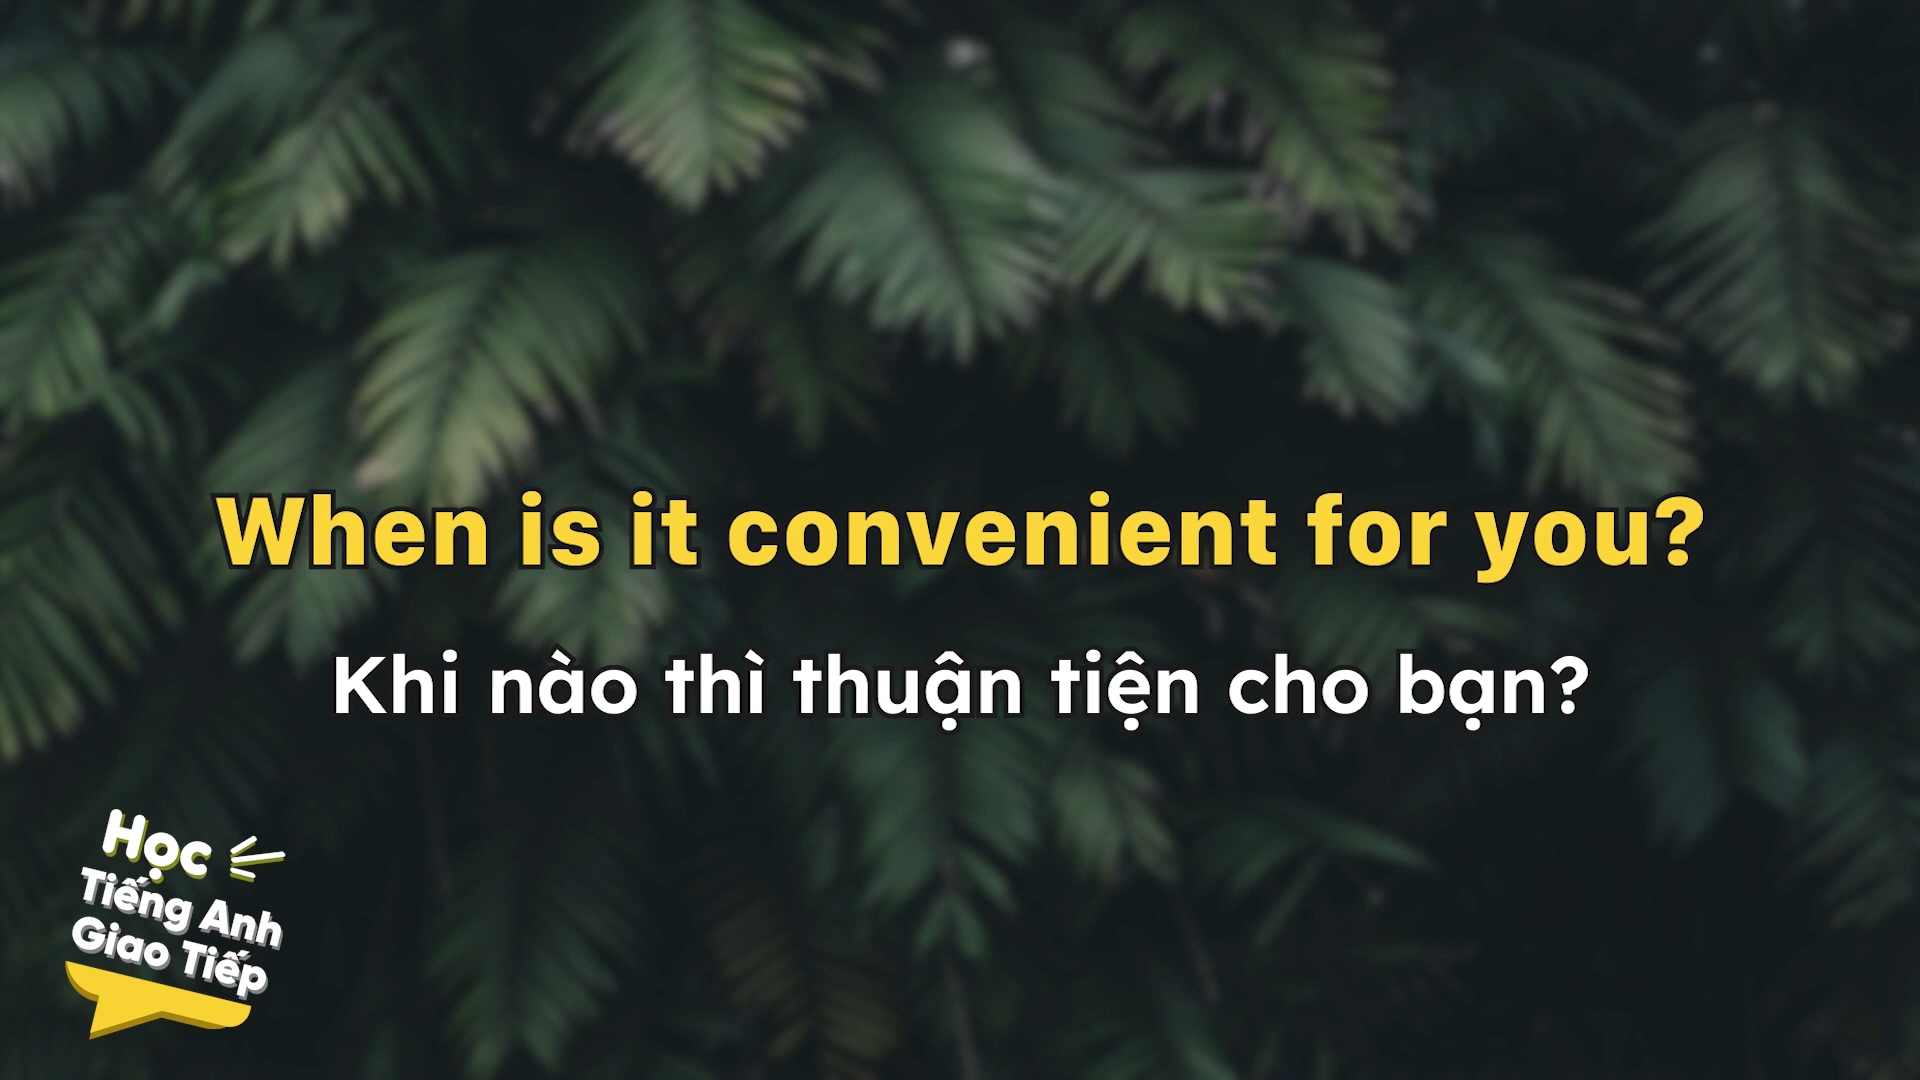 When is it convenient for you?
Khi nào thì thuận tiện cho bạn?
Học
Tiếng Anh
Giao Tiếp